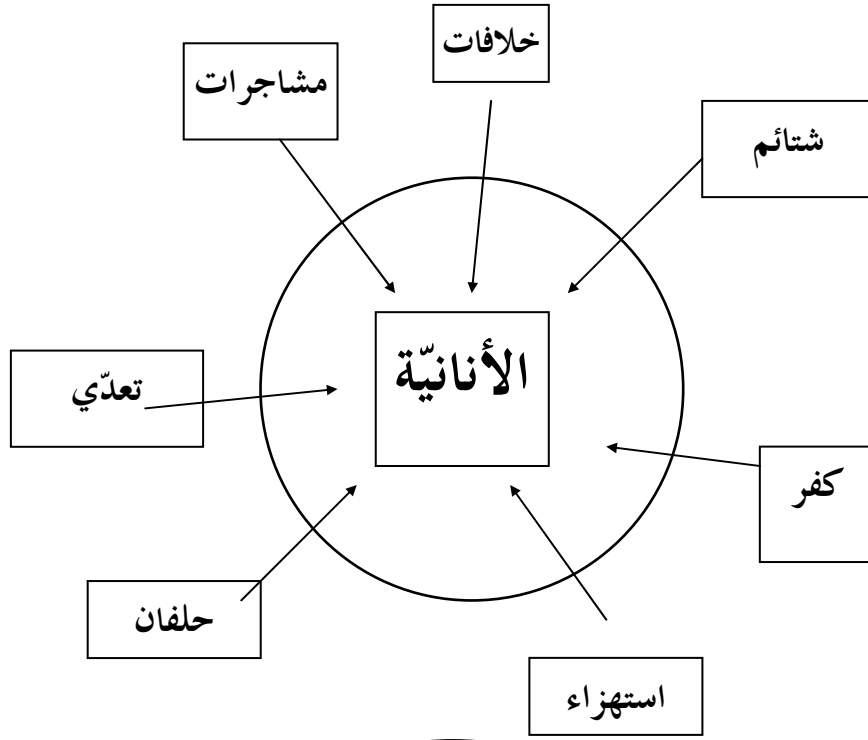 خلافات
مشاجرات
شتائم
الأنانيّة
تعدّي
كفر
حلفان
استهزاء